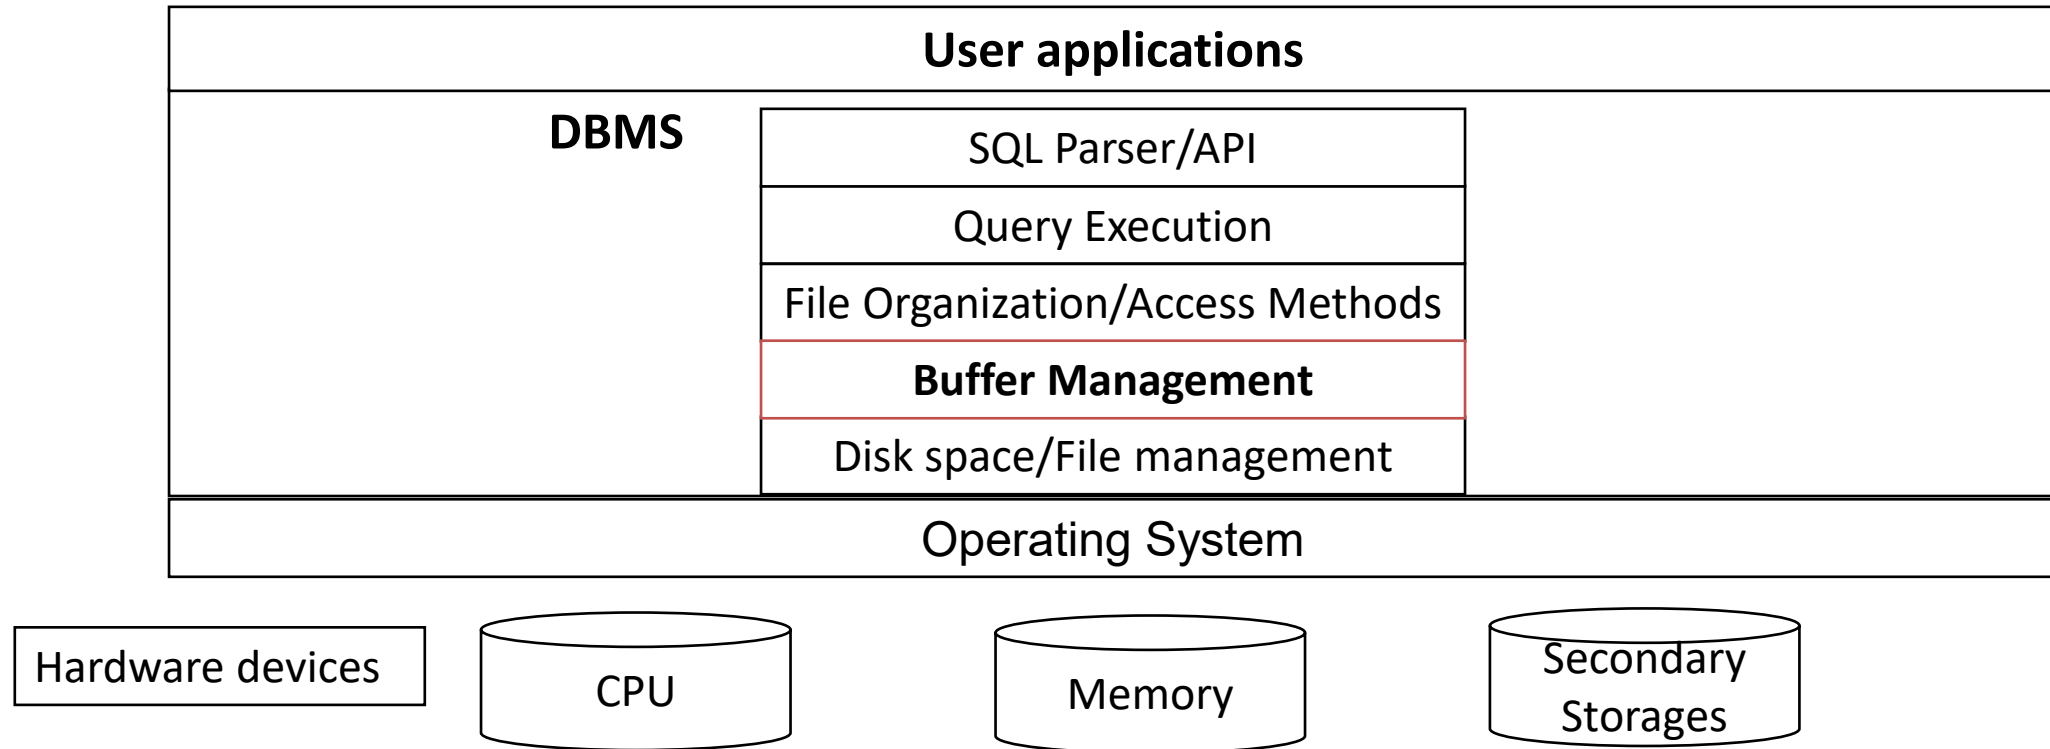 User applications
DBMS
SQL Parser/API
Query Execution
File Organization/Access Methods
Buffer Management
Disk space/File management
Operating System
Hardware devices
CPU
Memory
Secondary
Storages